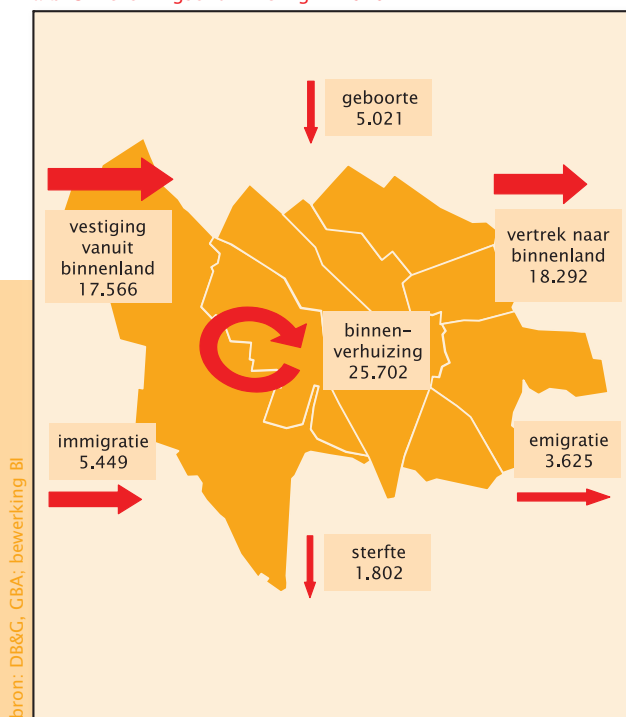 geboorte
5.021
vestiging
vanuit
binnenland
17.566
vertrek naar
binnenland
18.292
binnen-
verhuizing
25.702
immigratie
5.449
emigratie
3.625
sterfte
1.802
bron: DB&G, GBA; bewerking BI